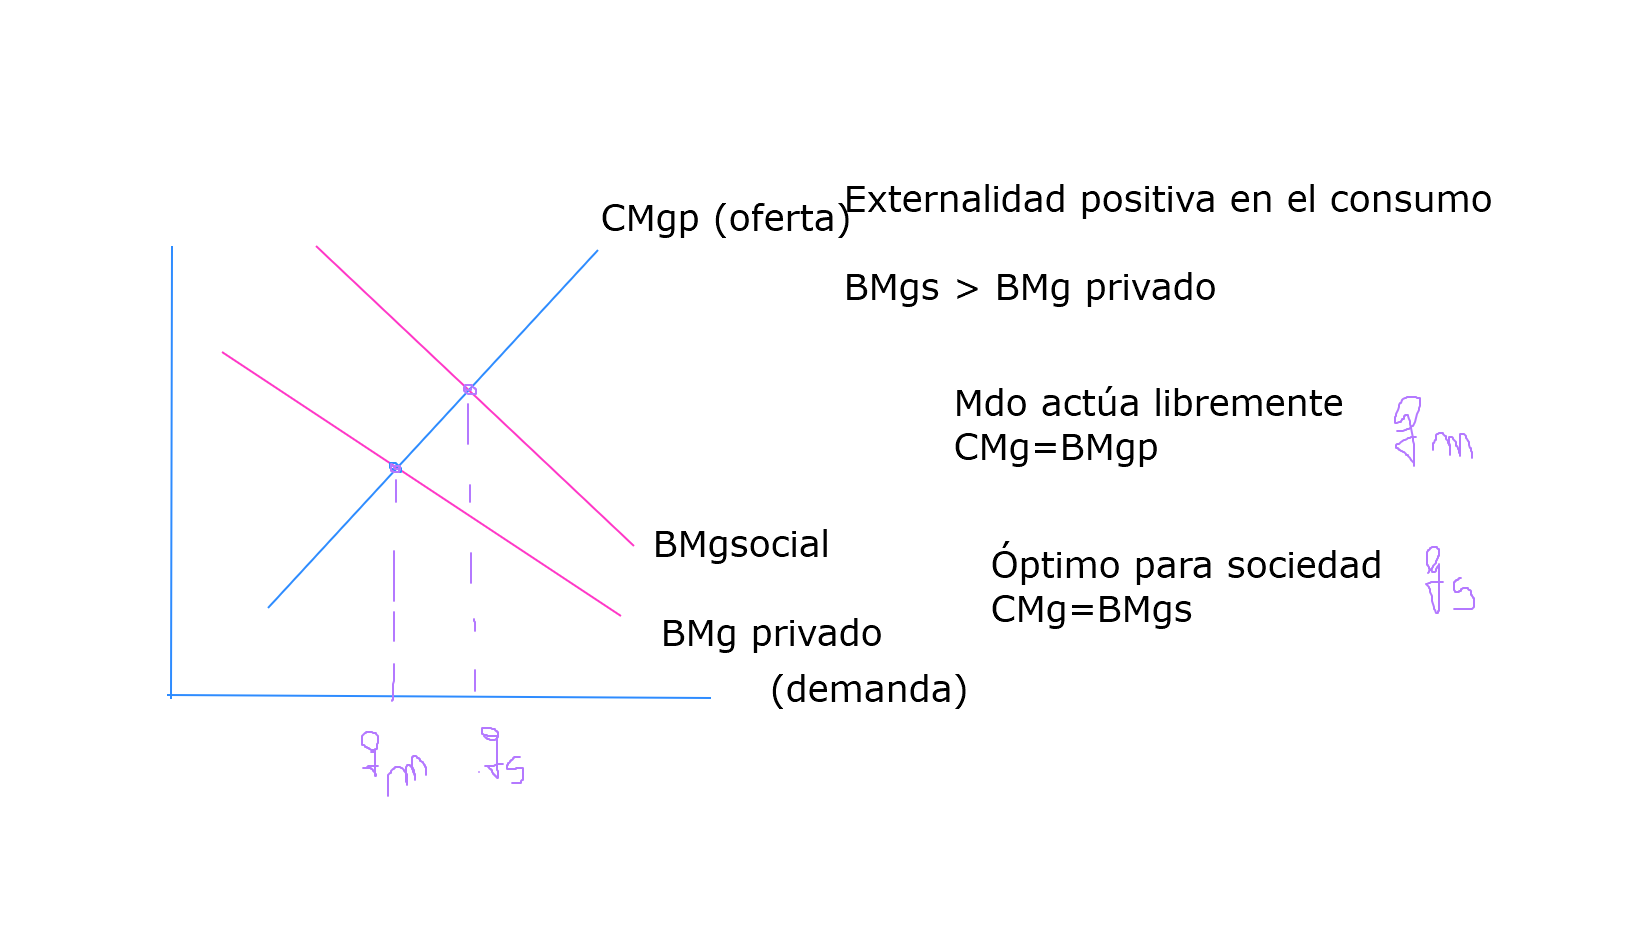 CMgp (oferta)
Externalidad positiva en el consumo
BMgs > BMg privado
Mdo actúa libremente
CMg=BMgp
qm
Óptimo para sociedad
CMg=BMgs
qs
BMgsocial
BMg privado
(demanda)
qm
qs